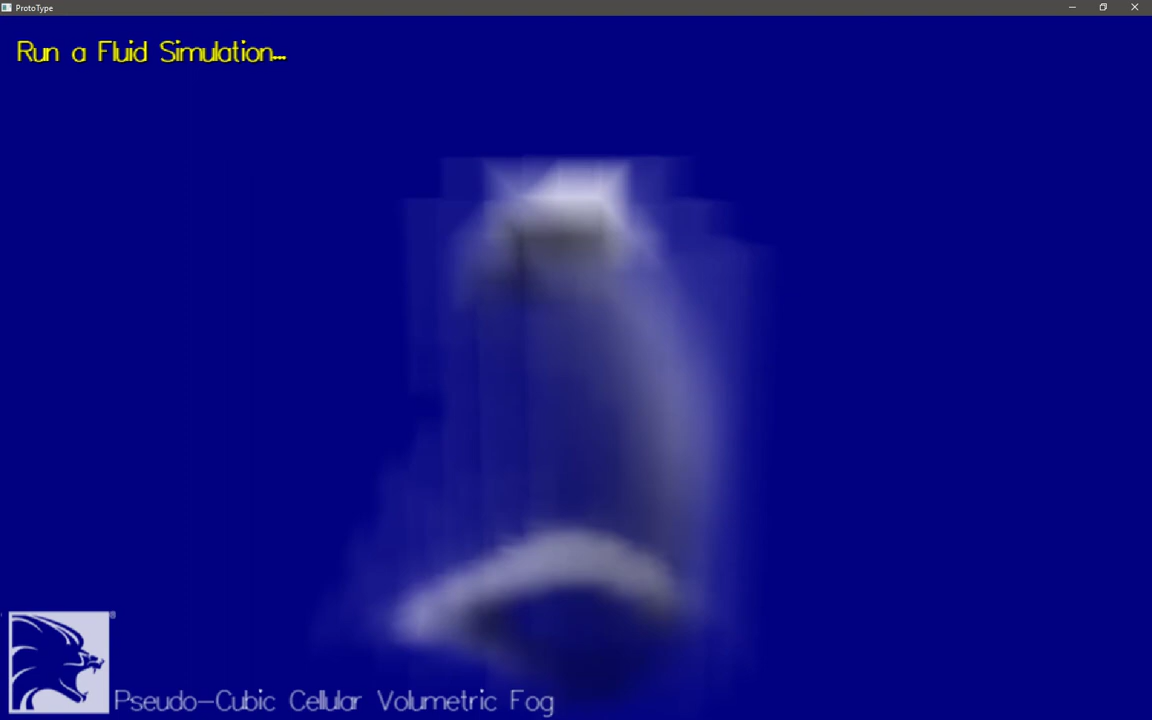 ProtoType
Run a Fluid Simulation...
®
Pseudo-Cubic Cellular Volumetric Fog